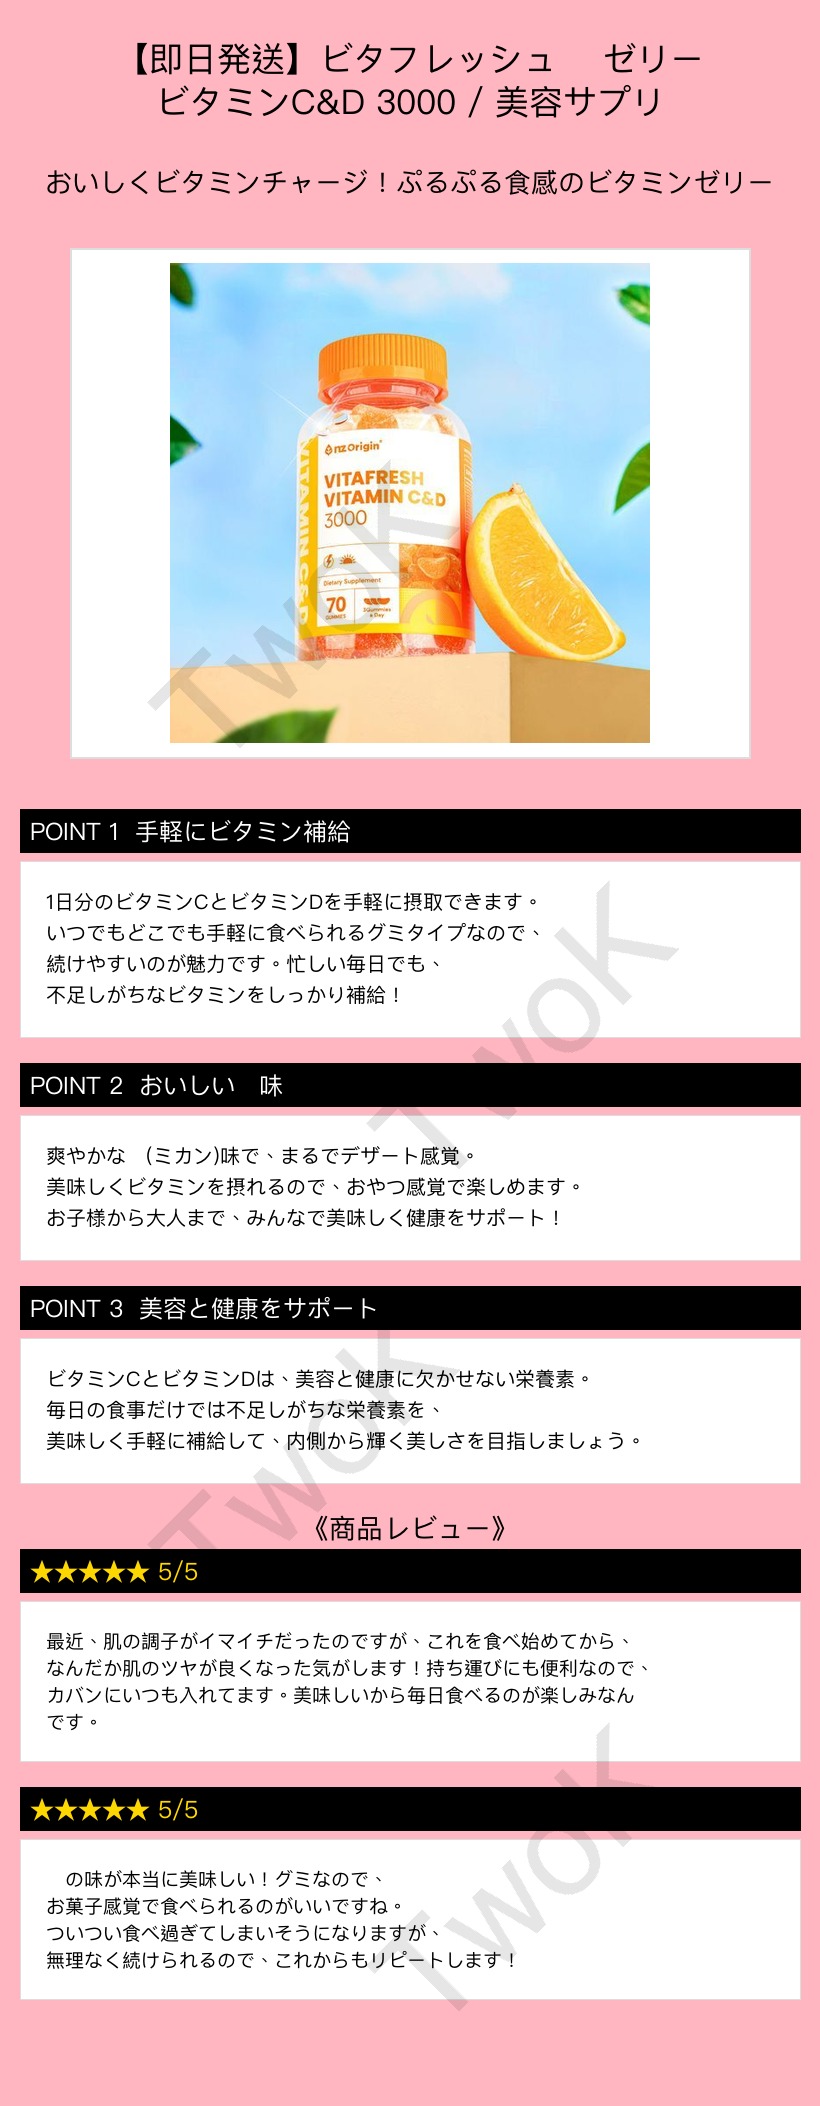 【即日発送】ビタフレッシュ　ゼリー
ビタミンC&D 3000 / 美容サプリ
おいしくビタミンチャージ！ぷるぷる食感のビタミンゼリー
nz Origin
VITAFRESH
VITAMIN C&D
3000
VITAMIN C&D
Dietary Supplement
70
GUMMIES
2 Gummies
a Day
TwoK
POINT 1 手軽にビタミン補給
1日分のビタミンCとビタミンDを手軽に摂取できます。
いつでもどこでも手軽に食べられるグミタイプなので、
続けやすいのが魅力です。忙しい毎日でも、
不足しがちなビタミンをしっかり補給！
TwoK
POINT 2 おいしい　味
爽やかな　(ミカン)味で、まるでデザート感覚。
美味しくビタミンを摂れるので、おやつ感覚で楽しめます。
お子様から大人まで、みんなで美味しく健康をサポート！
POINT 3 美容と健康をサポート
ビタミンCとビタミンDは、美容と健康に欠かせない栄養素。
毎日の食事だけでは不足しがちな栄養素を、
美味しく手軽に補給して、内側から輝く美しさを目指しましょう。
TwoK
《商品レビュー》
★★★★★ 5/5
最近、肌の調子がイマイチだったのですが、これを食べ始めてから、
なんだか肌のツヤが良くなった気がします！持ち運びにも便利なので、
カバンにいつも入れてます。美味しいから毎日食べるのが楽しみなん
です。
★★★★★ 5/5
の味が本当に美味しい！グミなので、
お菓子感覚で食べられるのがいいですね。
ついつい食べ過ぎてしまいそうになりますが、
無理なく続けられるので、これからもリピートします！
TwoK